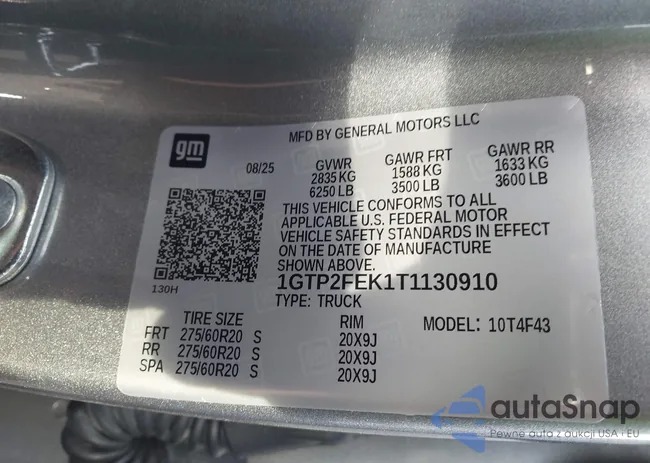 MFD BY GENERAL MOTORS LLC
gm
08/25
GVWR GAWR FRT GAWR RR
2835 KG 1588 KG 1633 KG
6250 LB 3500 LB 3600 LB
THIS VEHICLE CONFORMS TO ALL
APPLICABLE U.S. FEDERAL MOTOR
VEHICLE SAFETY STANDARDS IN EFFECT
ON THE DATE OF MANUFACTURE
SHOWN ABOVE.
130H
1GTP2FEK1T1130910
TYPE: TRUCK
TIRE SIZE RIM MODEL: 10T4F43
FRT 275/60R20 S 20X9J
RR 275/60R20 S 20X9J
SPA 275/60R20 S 20X9J
autaSnap
Pewne auta z aukcji USA i EU